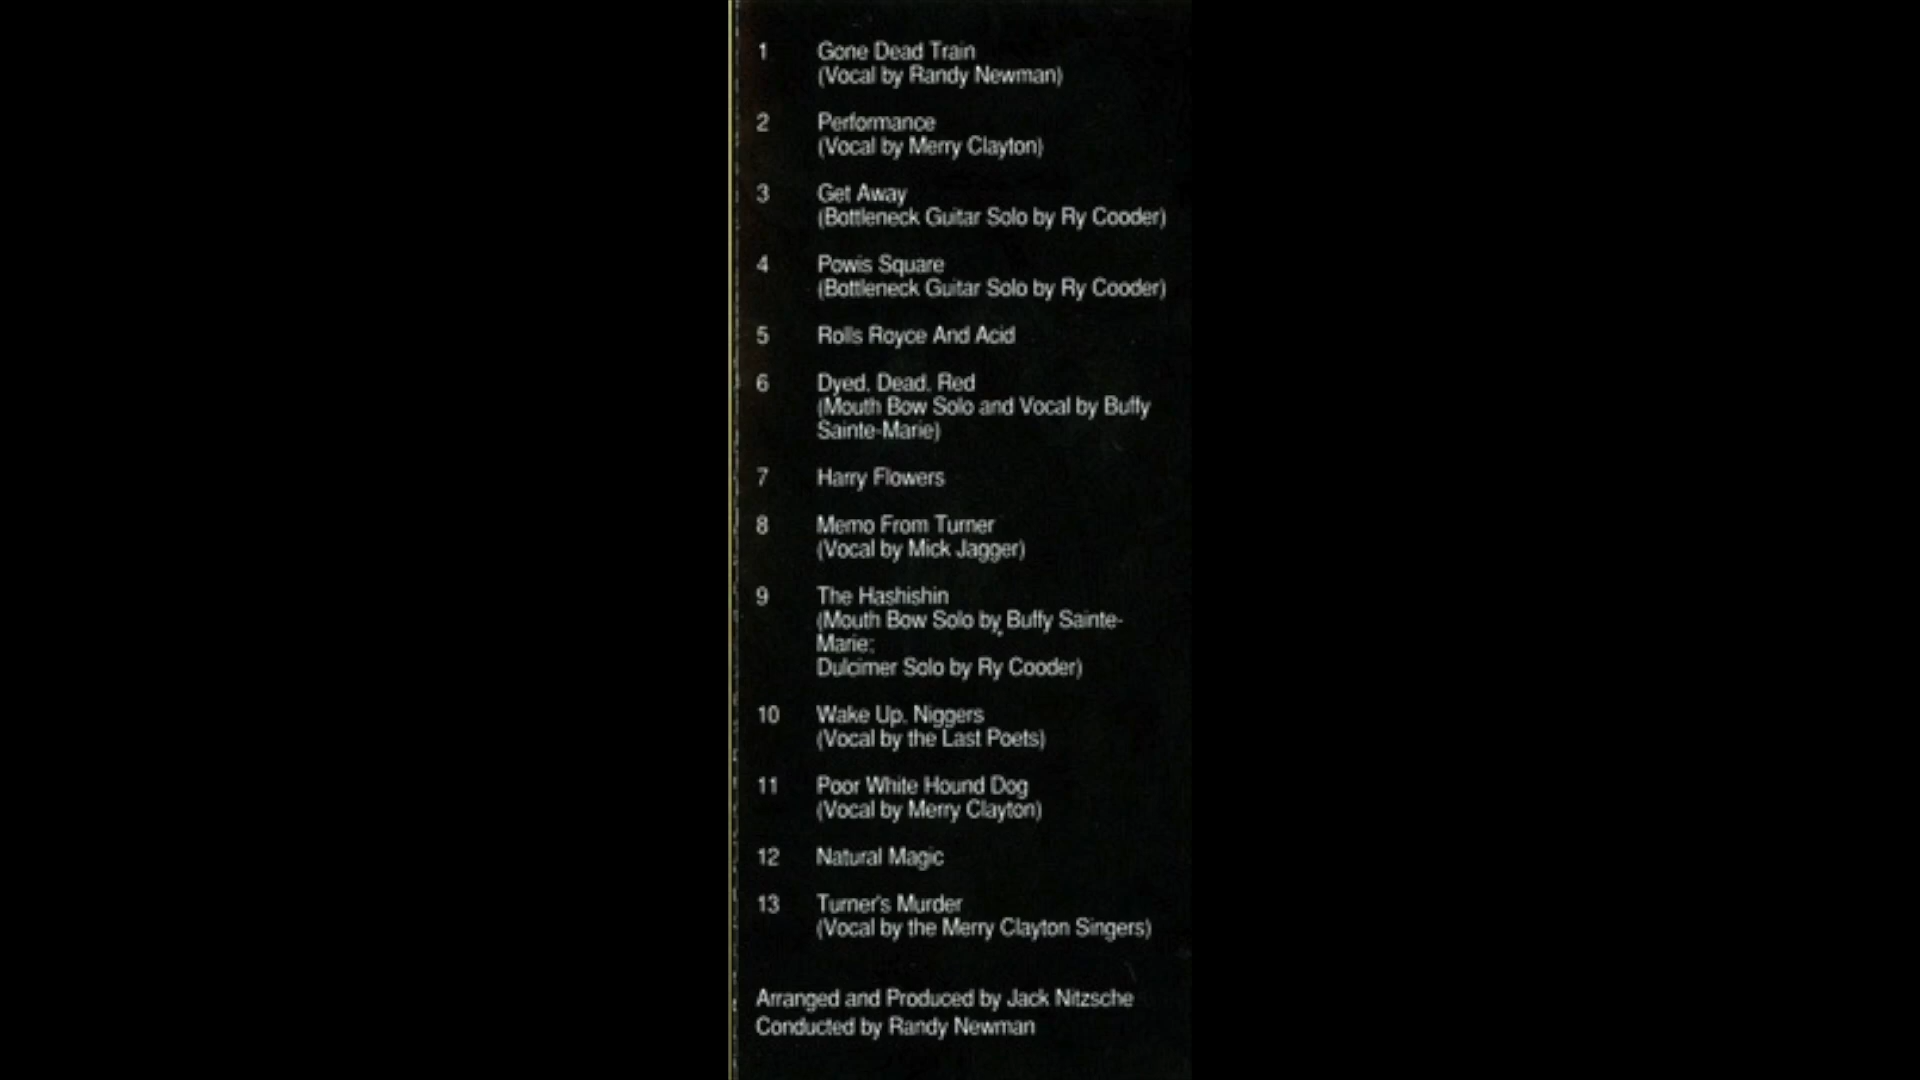 1 Gone Dead Train
(Vocal by Randy Newman)
2 Performance
(Vocal by Merry Clayton)
3 Get Away
(Bottleneck Guitar Solo by Ry Cooder)
4 Powis Square
(Bottleneck Guitar Solo by Ry Cooder)
5 Rolls Royce And Acid
6 Dyed. Dead. Red
(Mouth Bow Solo and Vocal by Buffy
Sainte-Marie)
7 Harry Flowers
8 Memo From Turner
(Vocal by Mick Jagger)
9 The Hashishin
(Mouth Bow Solo by Buffy Sainte-
Marie;
Dulcimer Solo by Ry Cooder)
10 Wake Up. Niggers
(Vocal by the Last Poets)
11 Poor White Hound Dog
(Vocal by Merry Clayton)
12 Natural Magic
13 Turner's Murder
(Vocal by the Merry Clayton Singers)
Arranged and Produced by Jack Nitzsche
Conducted by Randy Newman